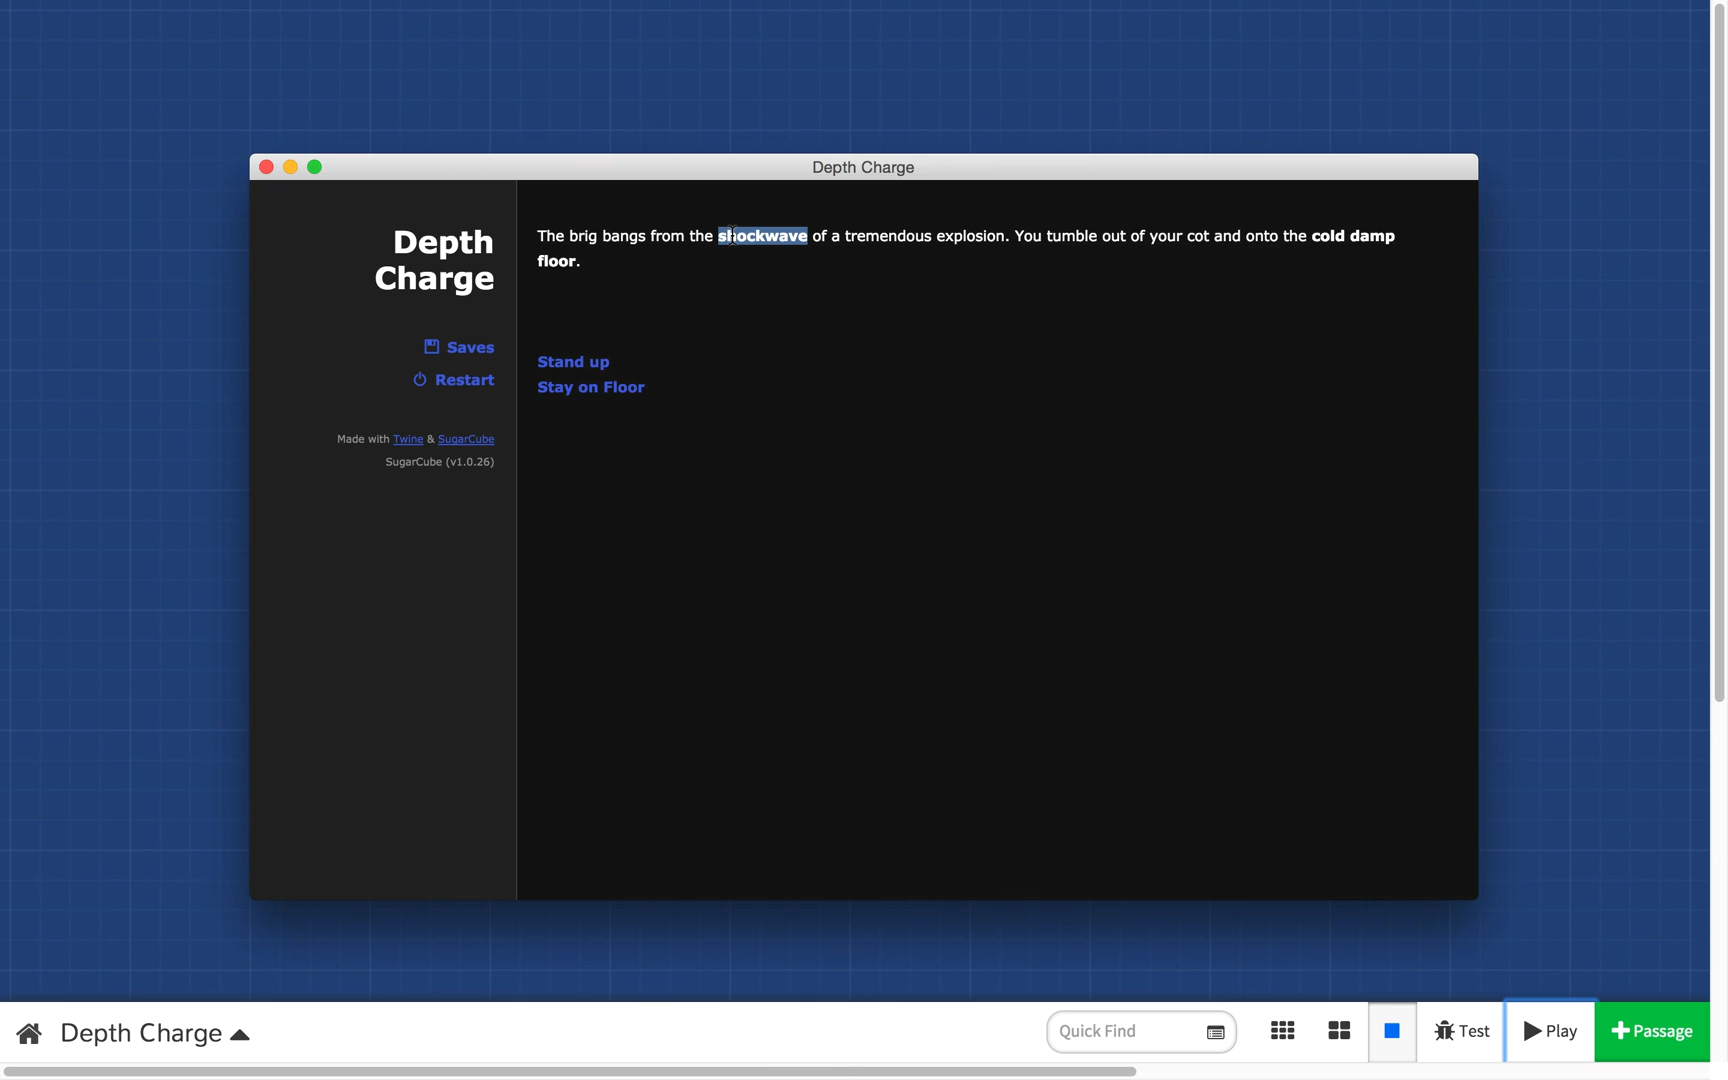 Depth Charge
Depth
Charge
Saves
Restart
Made with Twine & SugarCube
SugarCube (v1.0.26)
The brig bangs from the shockwave of a tremendous explosion. You tumble out of your cot and onto the cold damp
floor.
Stand up
Stay on Floor
Depth Charge
Quick Find
Test
Play
Passage